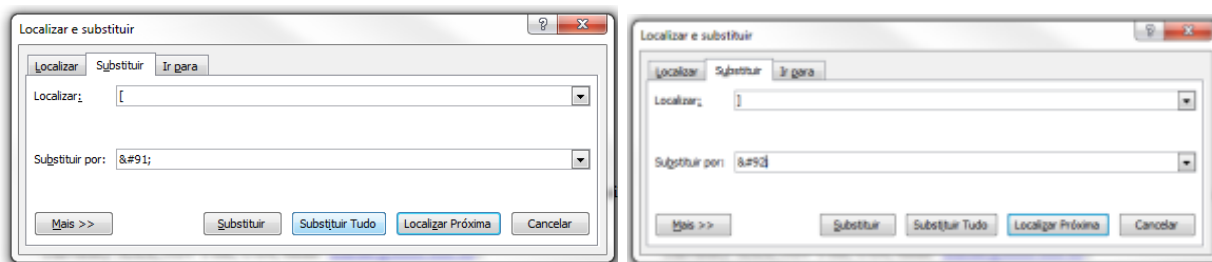 Localizar e substituir
Localizar Substituir Ir para
Localizar: [
Substituir por: &#91;
Mais >> Substituir Substituir Tudo Localizar Próxima Cancelar
Localizar e substituir
Localizar Substituir Ir para
Localizar: ]
Substituir por: &#92
Mais >> Substituir Substituir Tudo Localizar Próxima Cancelar